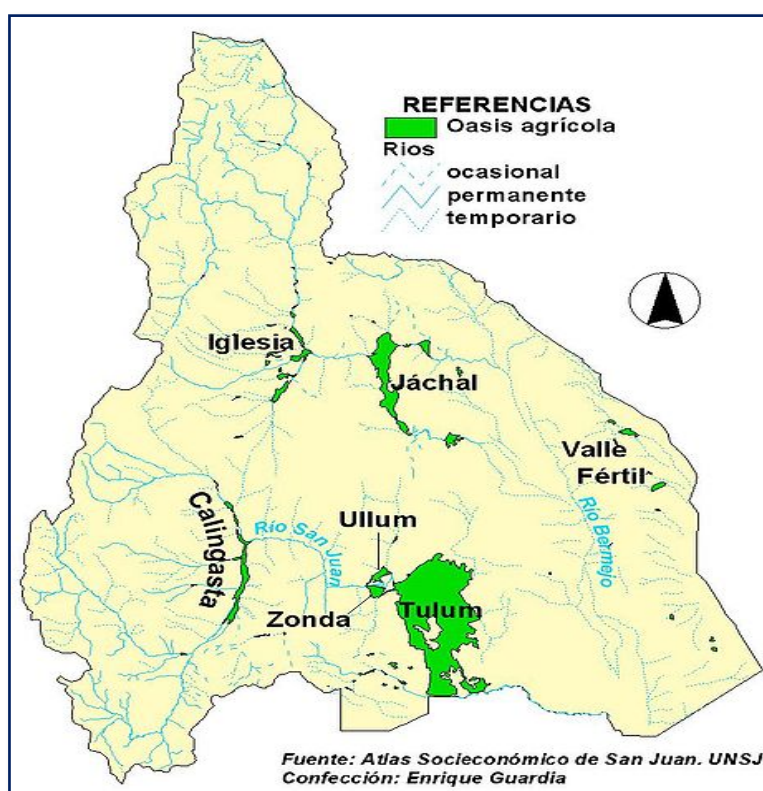 REFERENCIAS
Oasis agrícola
Rios
ocasional
permanente
temporario
Iglesia
Jáchal
Valle
Fértil
Calingasta
Río San Juan
Ullum
Río Bermejo
Zonda
Tulum
Fuente: Atlas Socieconómico de San Juan. UNSJ
Confección: Enrique Guardia